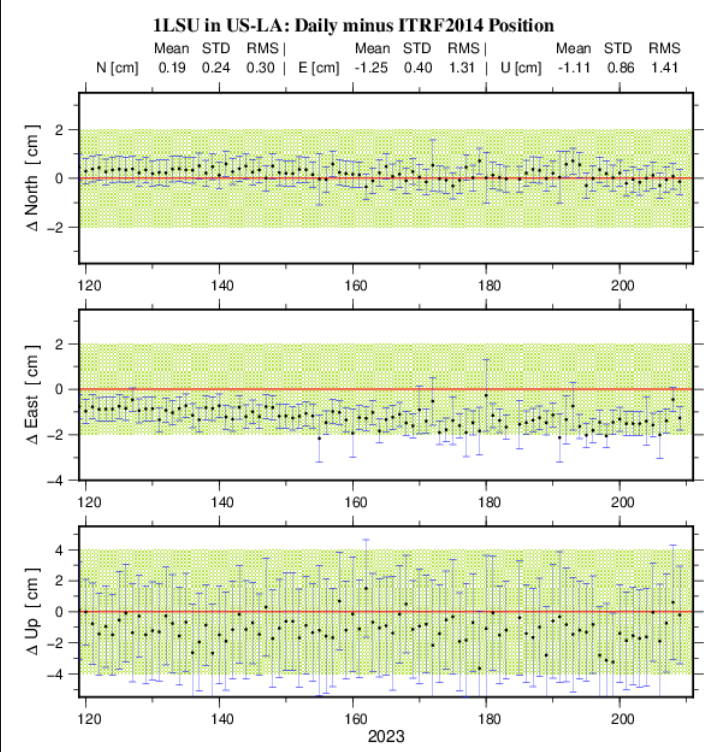 1LSU in US-LA: Daily minus ITRF2014 Position
Mean STD RMS | Mean STD RMS | Mean STD RMS
N [cm] 0.19 0.24 0.30 | E [cm] -1.25 0.40 1.31 | U [cm] -1.11 0.86 1.41
Δ North [ cm ]
2
0
−2
120 140 160 180 200
Δ East [ cm ]
2
0
−2
−4
120 140 160 180 200
Δ Up [ cm ]
4
2
0
−2
−4
120 140 160 180 200
2023